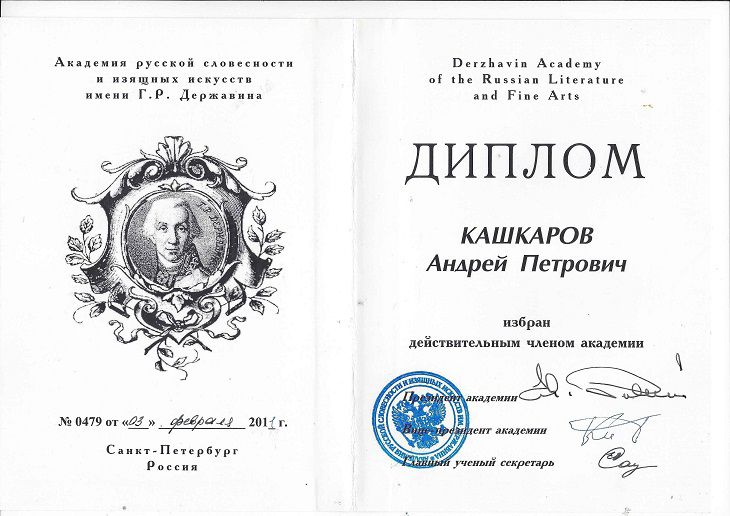 Академия русской словесности
и изящных искусств
имени Г.Р. Державина
№ 0479 от «03» февраля 2011 г.
Санкт-Петербург
Россия
Derzhavin Academy
of the Russian Literature
and Fine Arts
ДИПЛОМ
КАШКАРОВ
Андрей Петрович
избран
действительным членом академии
Президент академии
Вице-президент академии
Главный ученый секретарь